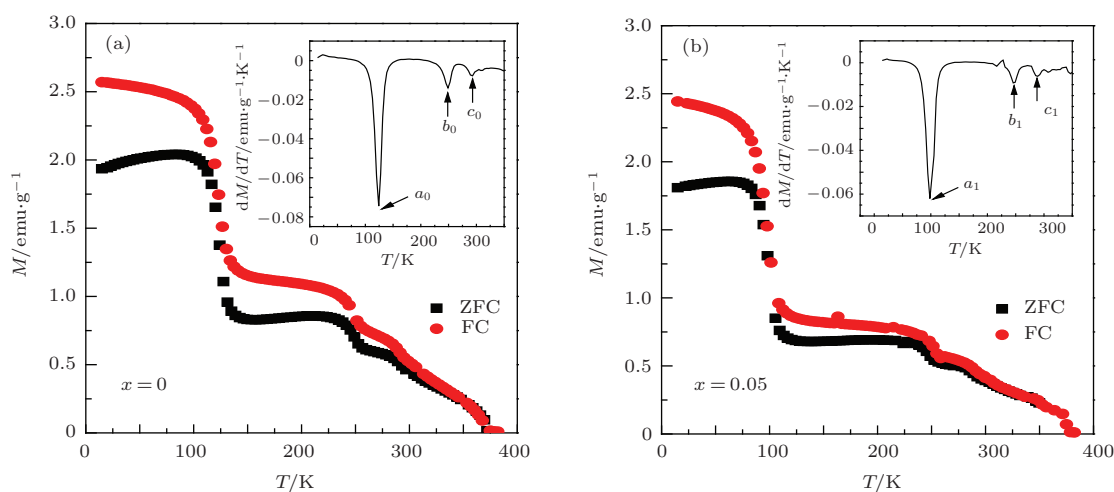 (a)
M/emu·g⁻¹
3.0
2.5
2.0
1.5
1.0
0.5
0
0
100
200
300
400
T/K
x = 0
ZFC
FC
dM/dT/emu·g⁻¹·K⁻¹
0
−0.02
−0.04
−0.06
−0.08
0
100
200
300
T/K
a₀
b₀
c₀
(b)
M/emu·g⁻¹
3.0
2.5
2.0
1.5
1.0
0.5
0
0
100
200
300
400
T/K
x = 0.05
ZFC
FC
dM/dT/emu·g⁻¹·K⁻¹
0
−0.02
−0.04
−0.06
0
100
200
300
T/K
a₁
b₁
c₁